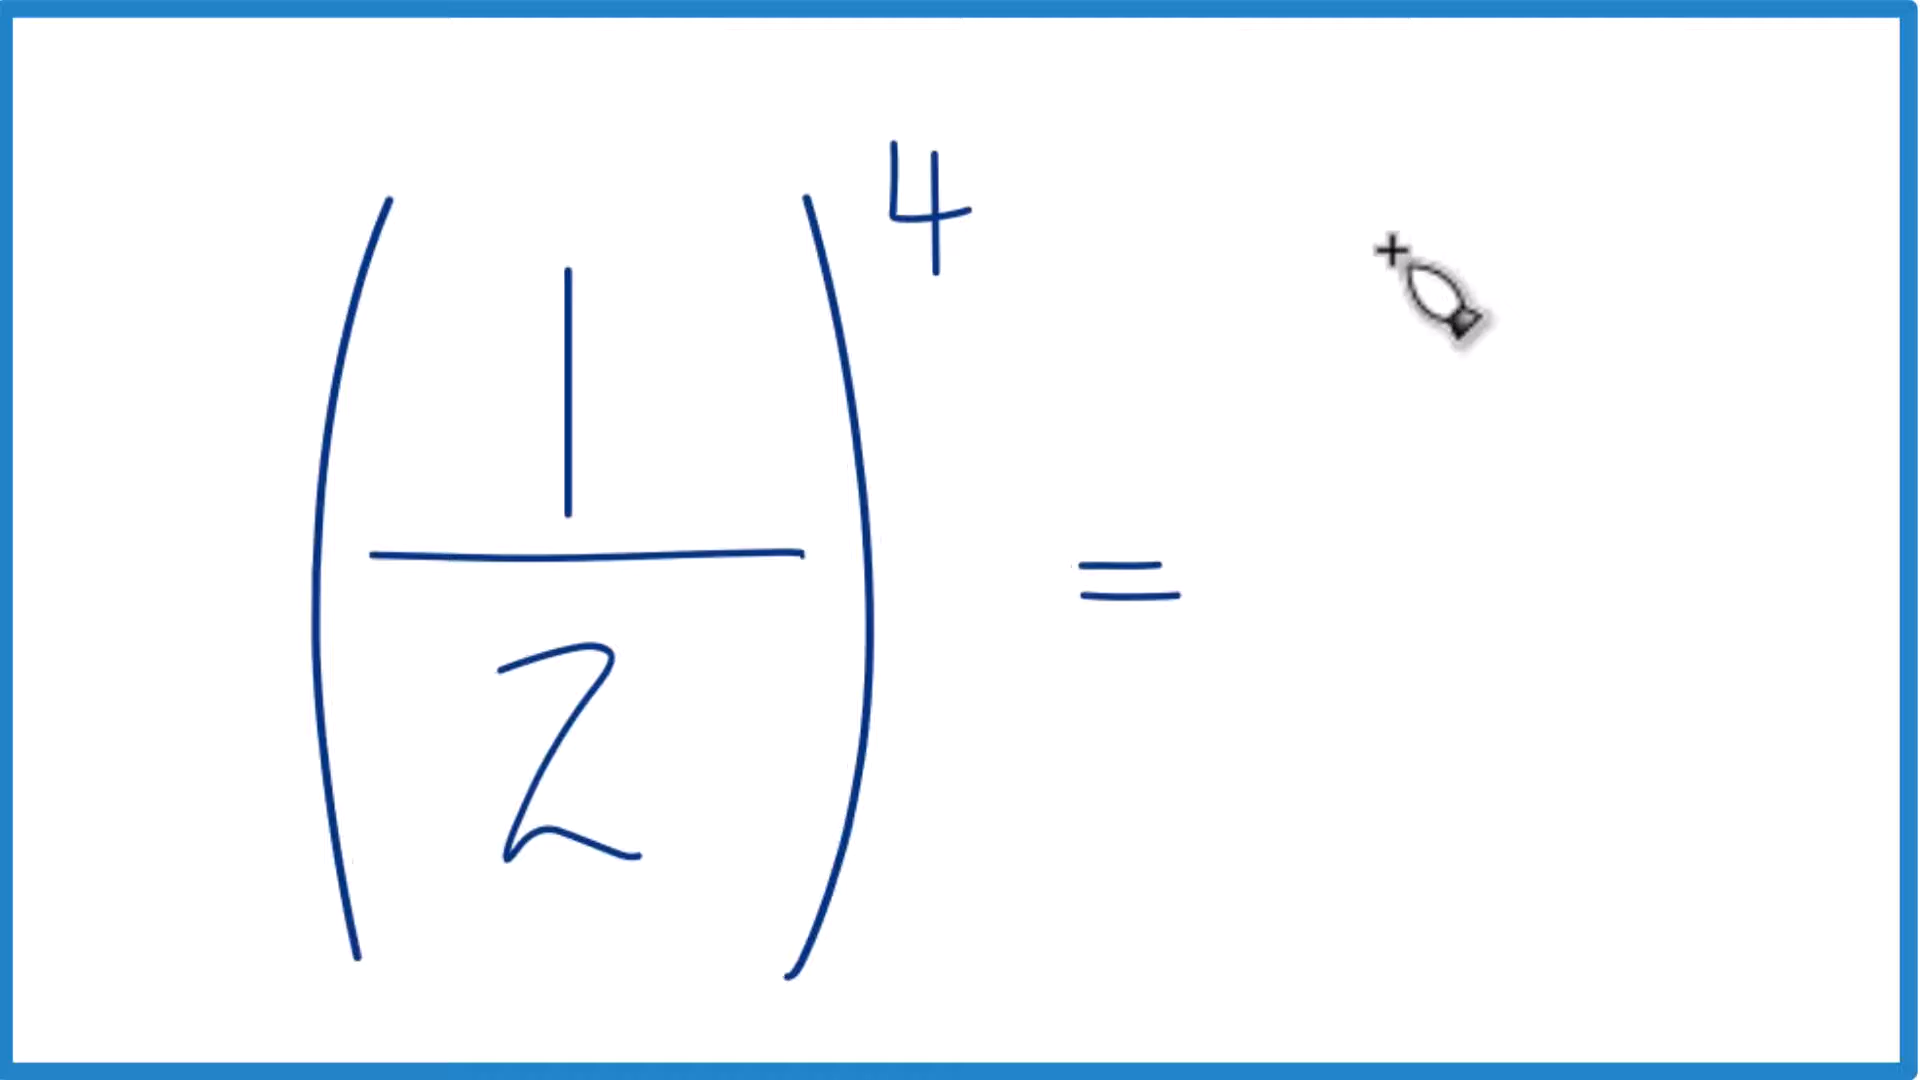 (1/2)⁴ =